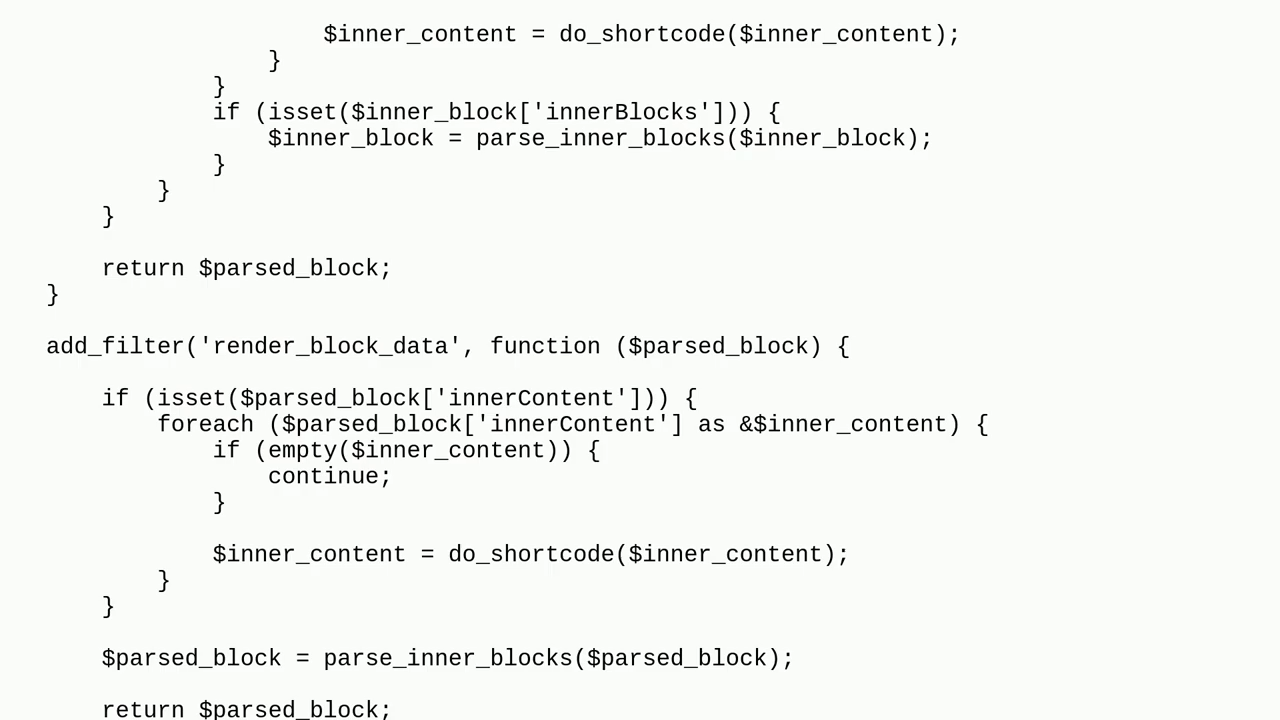 $inner_content = do_shortcode($inner_content);
                }
            }
            if (isset($inner_block['innerBlocks'])) {
                $inner_block = parse_inner_blocks($inner_block);
            }
        }
    }

    return $parsed_block;
}

add_filter('render_block_data', function ($parsed_block) {

    if (isset($parsed_block['innerContent'])) {
        foreach ($parsed_block['innerContent'] as &$inner_content) {
            if (empty($inner_content)) {
                continue;
            }

            $inner_content = do_shortcode($inner_content);
        }
    }

    $parsed_block = parse_inner_blocks($parsed_block);

    return $parsed_block;